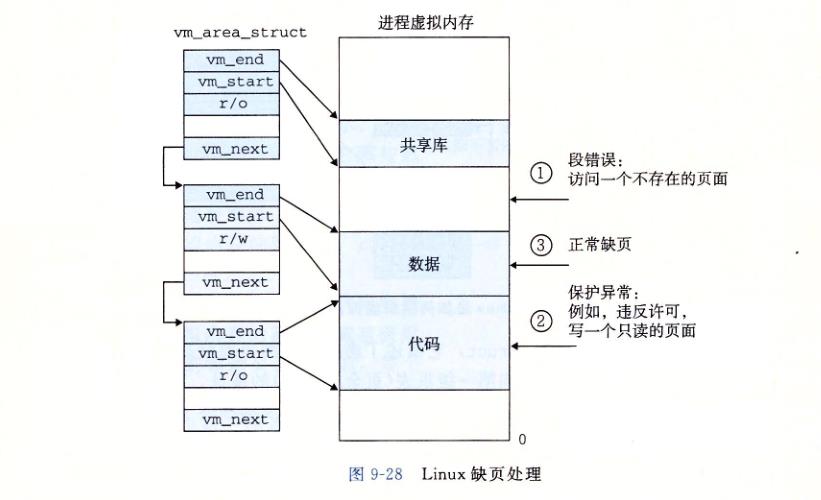 进程虚拟内存
vm_area_struct
vm_end
vm_start
r/o
vm_next
共享库
① 段错误：
访问一个不存在的页面
vm_end
vm_start
r/w
vm_next
数据
③ 正常缺页
vm_end
vm_start
r/o
vm_next
代码
② 保护异常：
例如，违反许可，
写一个只读的页面
0
图 9-28 Linux 缺页处理